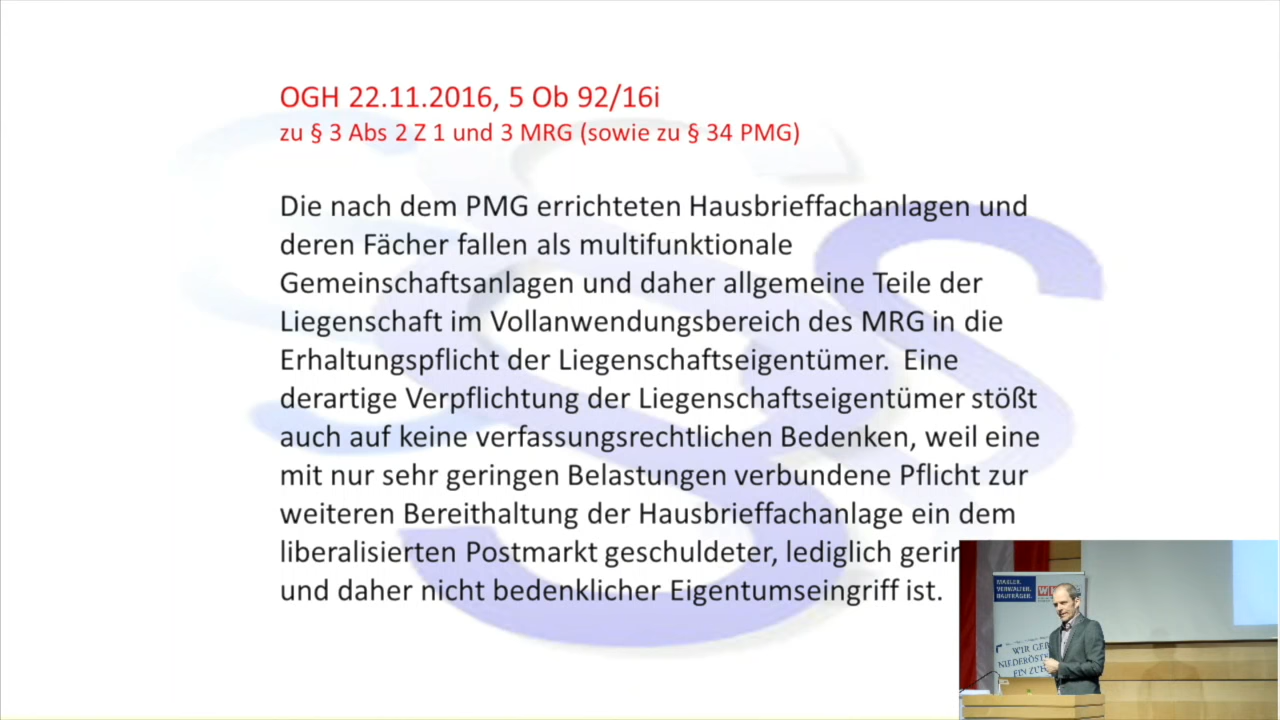 OGH 22.11.2016, 5 Ob 92/16i
zu § 3 Abs 2 Z 1 und 3 MRG (sowie zu § 34 PMG)
Die nach dem PMG errichteten Hausbrieffachanlagen und
deren Fächer fallen als multifunktionale
Gemeinschaftsanlagen und daher allgemeine Teile der
Liegenschaft im Vollanwendungsbereich des MRG in die
Erhaltungspflicht der Liegenschaftseigentümer. Eine
derartige Verpflichtung der Liegenschaftseigentümer stößt
auch auf keine verfassungsrechtlichen Bedenken, weil eine
mit nur sehr geringen Belastungen verbundene Pflicht zur
weiteren Bereithaltung der Hausbrieffachanlage ein dem
liberalisierten Postmarkt geschuldeter, lediglich
und daher nicht bedenklicher Eigentumseingriff ist.
MAKLER.
VERWALTER.
BAUTRÄGER.
WIR